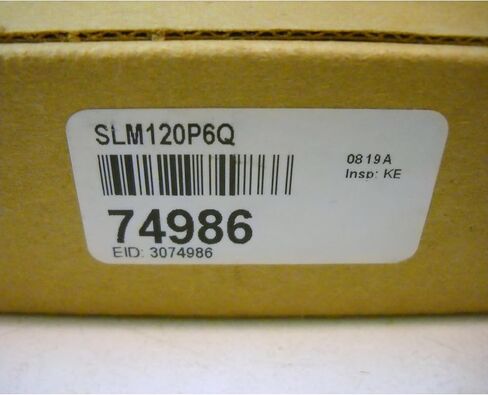 SLM120P6Q
0819A
Insp: KE
74986
EID: 3074986